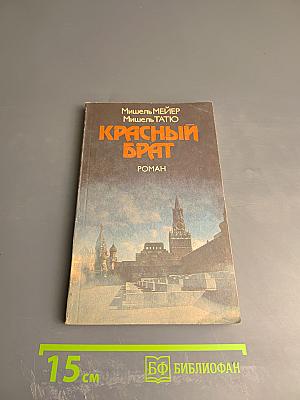 Мишель МЕЙЕР
Мишель ТАТЮ
КРАСНЫЙ
БРАТ
РОМАН
15 см
БФ БИБЛИОФАН